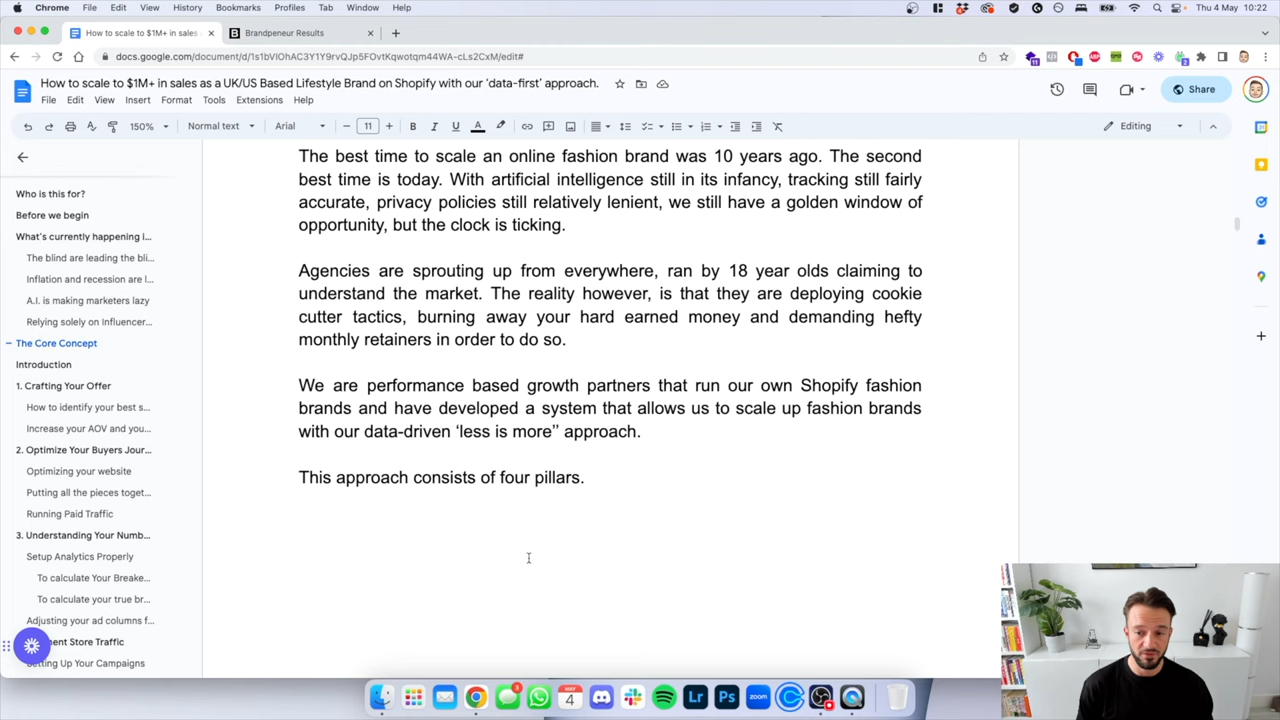 Chrome File Edit View History Bookmarks Profiles Tab Window Help Thu 4 May 10:22
How to scale to $1M+ in sales Brandpeneur Results
docs.google.com/document/d/1s1bVIOhAC3Y1Y9rvQJp5FOvtKqwotqm44WA-cLs2CxM/edit#
How to scale to $1M+ in sales as a UK/US Based Lifestyle Brand on Shopify with our ‘data-first’ approach.
Share
File Edit View Insert Format Tools Extensions Help
150% Normal text Arial 11 Editing
Who is this for?
Before we begin
What's currently happening i...
The blind are leading the bli...
Inflation and recession are l...
A.I. is making marketers lazy
Relying solely on Influencer...
The Core Concept
Introduction
1. Crafting Your Offer
How to identify your best s...
Increase your AOV and you...
2. Optimize Your Buyers Jour...
Optimizing your website
Putting all the pieces toget...
Running Paid Traffic
3. Understanding Your Numb...
Setup Analytics Properly
To calculate Your Breake...
To calculate your true br...
Adjusting your ad columns f...
ment Store Traffic
Setting Up Your Campaigns
The best time to scale an online fashion brand was 10 years ago. The second
best time is today. With artificial intelligence still in its infancy, tracking still fairly
accurate, privacy policies still relatively lenient, we still have a golden window of
opportunity, but the clock is ticking.
Agencies are sprouting up from everywhere, ran by 18 year olds claiming to
understand the market. The reality however, is that they are deploying cookie
cutter tactics, burning away your hard earned money and demanding hefty
monthly retainers in order to do so.
We are performance based growth partners that run our own Shopify fashion
brands and have developed a system that allows us to scale up fashion brands
with our data-driven ‘less is more’’ approach.
This approach consists of four pillars.
MAY
4
Lr Ps zoom